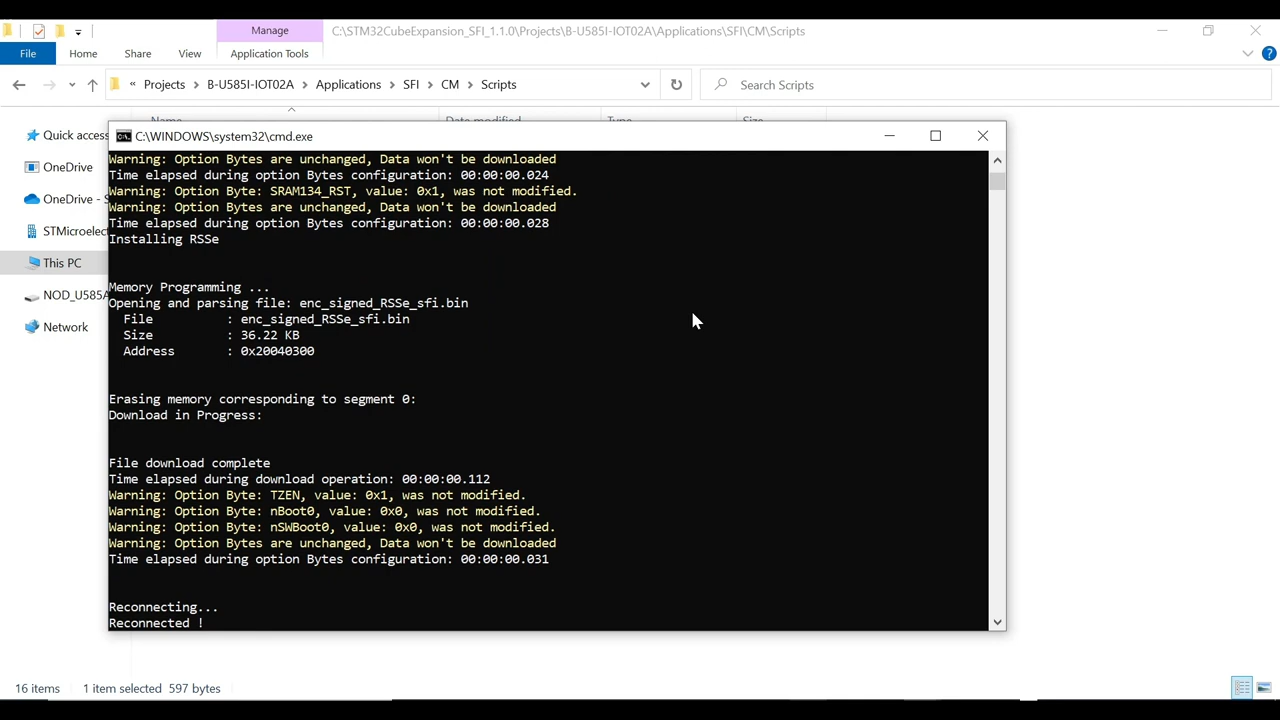 Manage
C:\STM32CubeExpansion_SFI_1.1.0\Projects\B-U585I-IOT02A\Applications\SFI\CM\Scripts
File
Home
Share
View
Application Tools
« Projects > B-U585I-IOT02A > Applications > SFI > CM > Scripts
Search Scripts
Name
Date modified
Type
Size
Quick access
OneDrive
OneDrive - S
STMicroelect
This PC
NOD_U585A
Network
C:\WINDOWS\system32\cmd.exe
Warning: Option Bytes are unchanged, Data won't be downloaded
Time elapsed during option Bytes configuration: 00:00:00.024
Warning: Option Byte: SRAM134_RST, value: 0x1, was not modified.
Warning: Option Bytes are unchanged, Data won't be downloaded
Time elapsed during option Bytes configuration: 00:00:00.028
Installing RSSe
Memory Programming ...
Opening and parsing file: enc_signed_RSSe_sfi.bin
File : enc_signed_RSSe_sfi.bin
Size : 36.22 KB
Address : 0x20040300
Erasing memory corresponding to segment 0:
Download in Progress:
File download complete
Time elapsed during download operation: 00:00:00.112
Warning: Option Byte: TZEN, value: 0x1, was not modified.
Warning: Option Byte: nBoot0, value: 0x0, was not modified.
Warning: Option Byte: nSWBoot0, value: 0x0, was not modified.
Warning: Option Bytes are unchanged, Data won't be downloaded
Time elapsed during option Bytes configuration: 00:00:00.031
Reconnecting...
Reconnected !
16 items
1 item selected 597 bytes